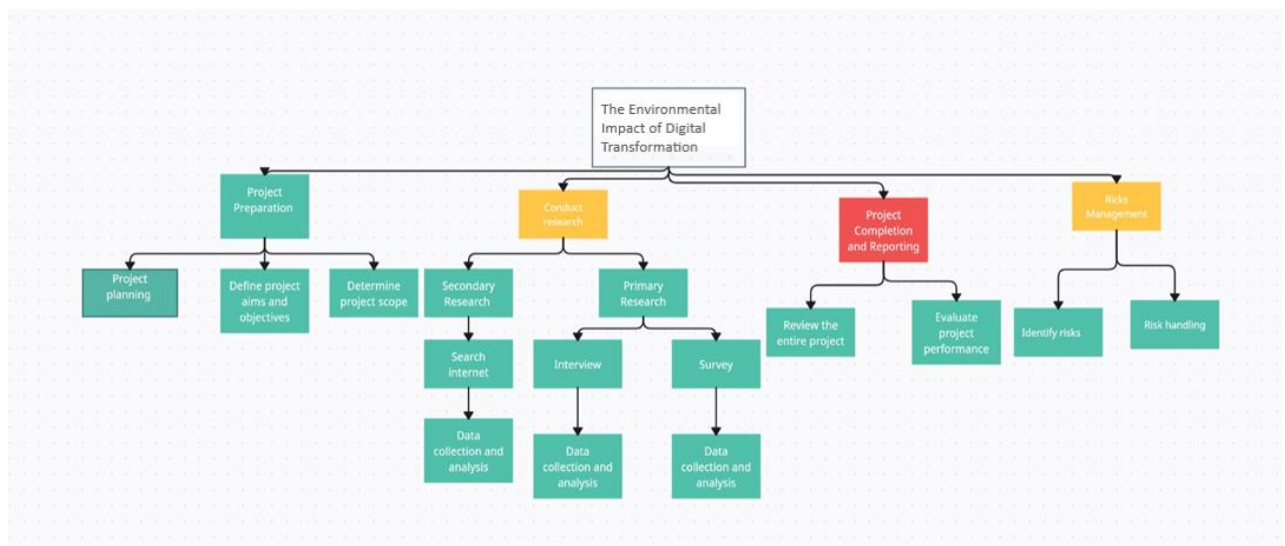 The Environmental
Impact of Digital
Transformation
Project
Preparation
Conduct
research
Project
Completion
and Reporting
Ricks
Management
Project
planning
Define project
aims and
objectives
Determine
project scope
Secondary
Research
Primary
Research
Review the
entire project
Evaluate
project
performance
Identify risks
Risk handling
Search
internet
Interview
Survey
Data
collection and
analysis
Data
collection and
analysis
Data
collection and
analysis